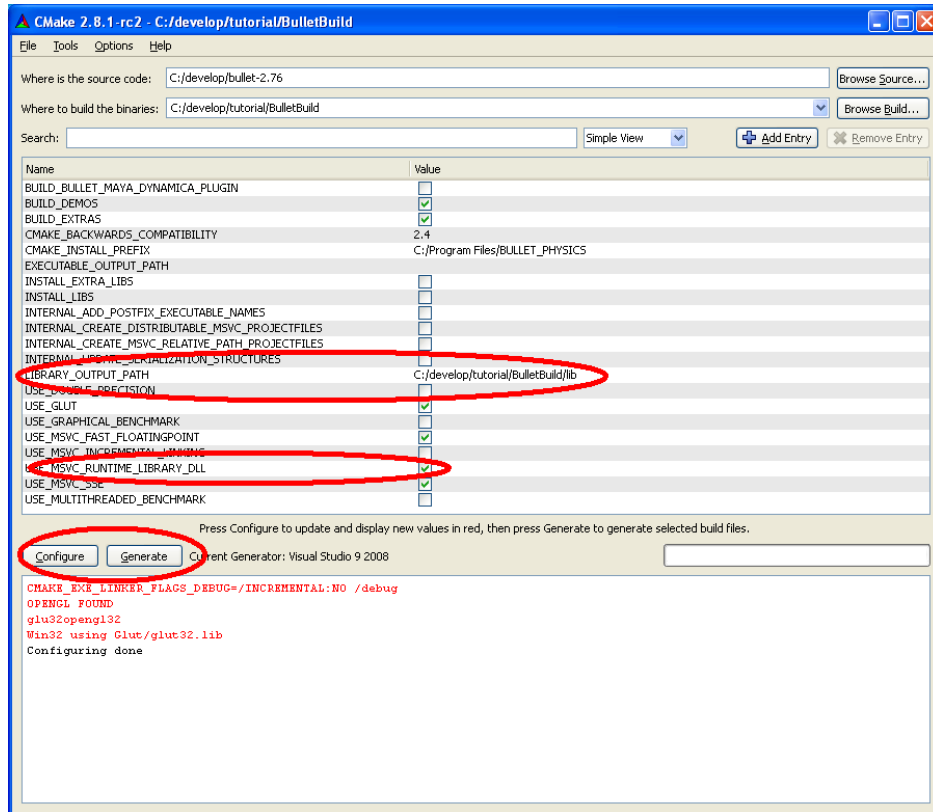 CMake 2.8.1-rc2 - C:/develop/tutorial/BulletBuild
File Tools Options Help
Where is the source code: C:/develop/bullet-2.76 Browse Source...
Where to build the binaries: C:/develop/tutorial/BulletBuild Browse Build...
Search: Simple View Add Entry Remove Entry
Name Value
BUILD_BULLET_MAYA_DYNAMICA_PLUGIN
BUILD_DEMOS
BUILD_EXTRAS
CMAKE_BACKWARDS_COMPATIBILITY 2.4
CMAKE_INSTALL_PREFIX C:/Program Files/BULLET_PHYSICS
EXECUTABLE_OUTPUT_PATH
INSTALL_EXTRA_LIBS
INSTALL_LIBS
INTERNAL_ADD_POSTFIX_EXECUTABLE_NAMES
INTERNAL_CREATE_DISTRIBUTABLE_MSVC_PROJECTFILES
INTERNAL_CREATE_MSVC_RELATIVE_PATH_PROJECTFILES
INTERNAL_UPDATE_SERIALIZATION_STRUCTURES
LIBRARY_OUTPUT_PATH C:/develop/tutorial/BulletBuild/lib
USE_DOUBLE_PRECISION
USE_GLUT
USE_GRAPHICAL_BENCHMARK
USE_MSVC_FAST_FLOATINGPOINT
USE_MSVC_INCREMENTAL_LINKING
USE_MSVC_RUNTIME_LIBRARY_DLL
USE_MSVC_SSE
USE_MULTITHREADED_BENCHMARK
Press Configure to update and display new values in red, then press Generate to generate selected build files.
Configure Generate Current Generator: Visual Studio 9 2008
CMAKE_EXE_LINKER_FLAGS_DEBUG=/INCREMENTAL:NO /debug
OPENGL FOUND
glu32opengl32
Win32 using Glut/glut32.lib
Configuring done